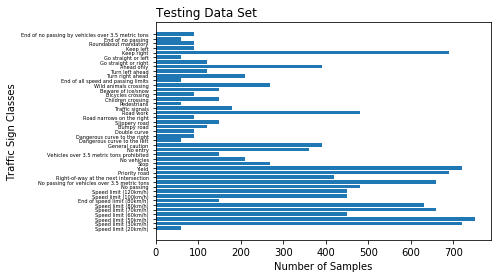 Testing Data Set
Traffic Sign Classes
End of no passing by vehicles over 3.5 metric tons
End of no passing
Roundabout mandatory
Keep left
Keep right
Go straight or left
Go straight or right
Ahead only
Turn left ahead
Turn right ahead
End of all speed and passing limits
Wild animals crossing
Beware of ice/snow
Bicycles crossing
Children crossing
Pedestrians
Traffic signals
Road work
Road narrows on the right
Slippery road
Bumpy road
Double curve
Dangerous curve to the right
Dangerous curve to the left
General caution
No entry
Vehicles over 3.5 metric tons prohibited
No vehicles
Stop
Yield
Priority road
Right-of-way at the next intersection
No passing for vehicles over 3.5 metric tons
No passing
Speed limit (120km/h)
Speed limit (100km/h)
End of speed limit (80km/h)
Speed limit (80km/h)
Speed limit (70km/h)
Speed limit (60km/h)
Speed limit (50km/h)
Speed limit (30km/h)
Speed limit (20km/h)
0 100 200 300 400 500 600 700
Number of Samples